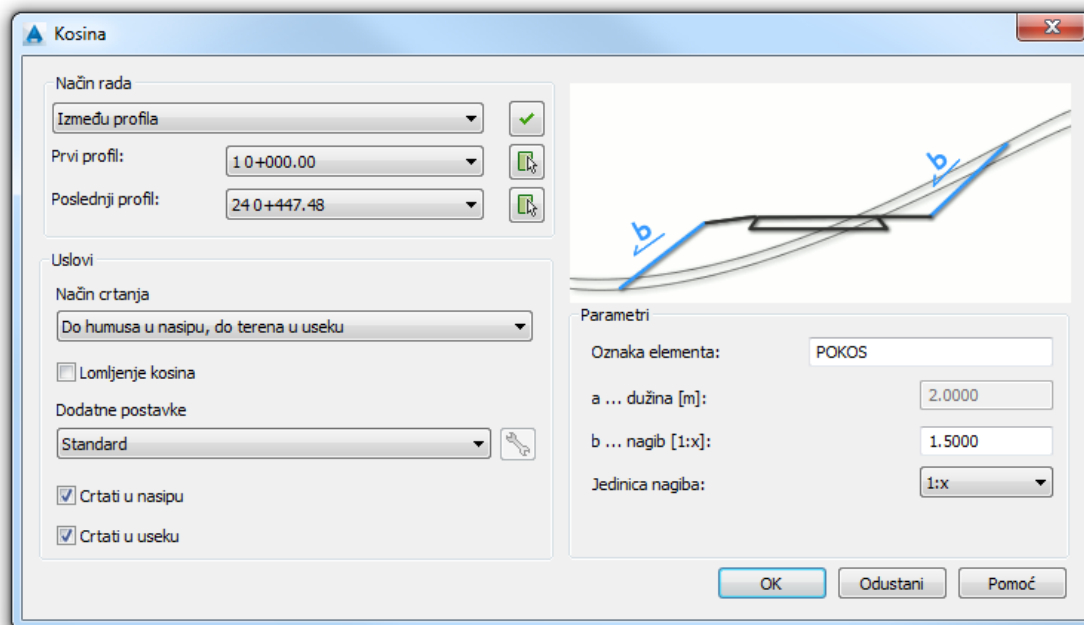 Kosina
Način rada
Između profila
Prvi profil:
1 0+000.00
Poslednji profil:
24 0+447.48
Uslovi
Način crtanja
Do humusa u nasipu, do terena u useku
Lomljenje kosina
Dodatne postavke
Standard
Crtati u nasipu
Crtati u useku
b
b
Parametri
Oznaka elementa:
POKOS
a ... dužina [m]:
2.0000
b ... nagib [1:x]:
1.5000
Jedinica nagiba:
1:x
OK
Odustani
Pomoć